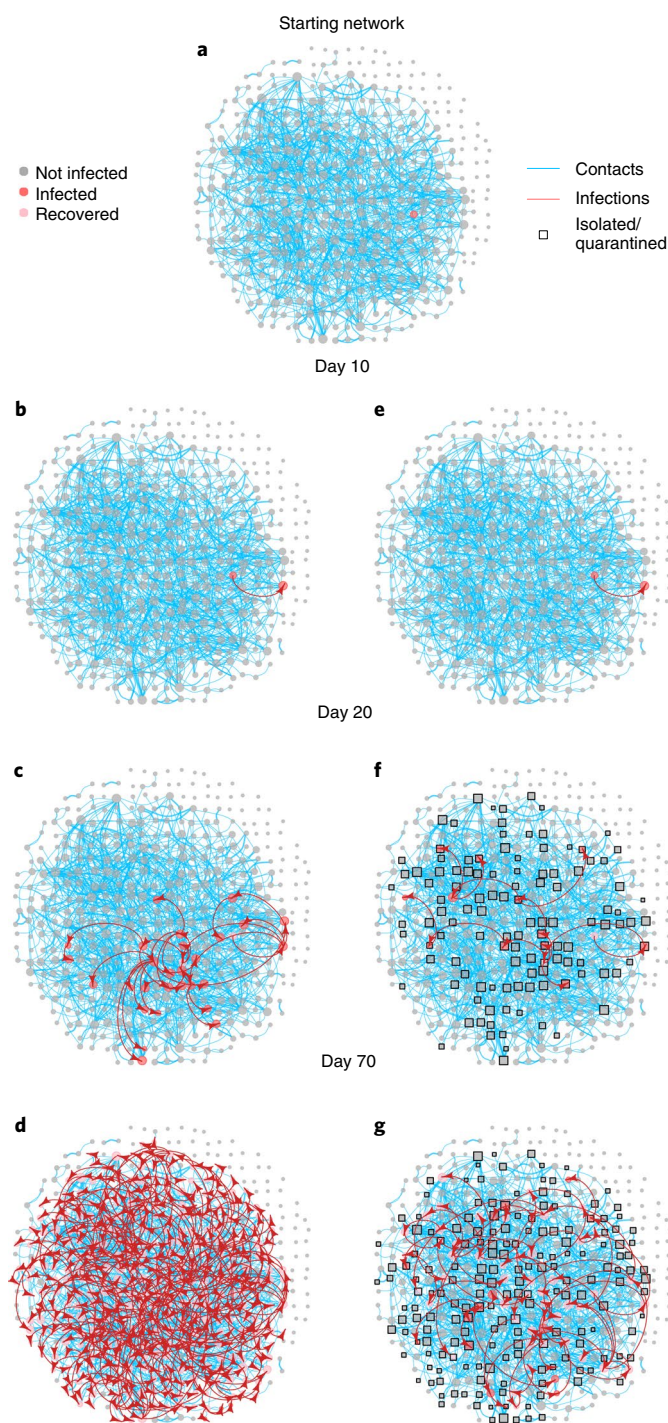 Starting network
a
Not infected
Infected
Recovered
Contacts
Infections
Isolated/
quarantined
Day 10
b
e
Day 20
c
f
Day 70
d
g